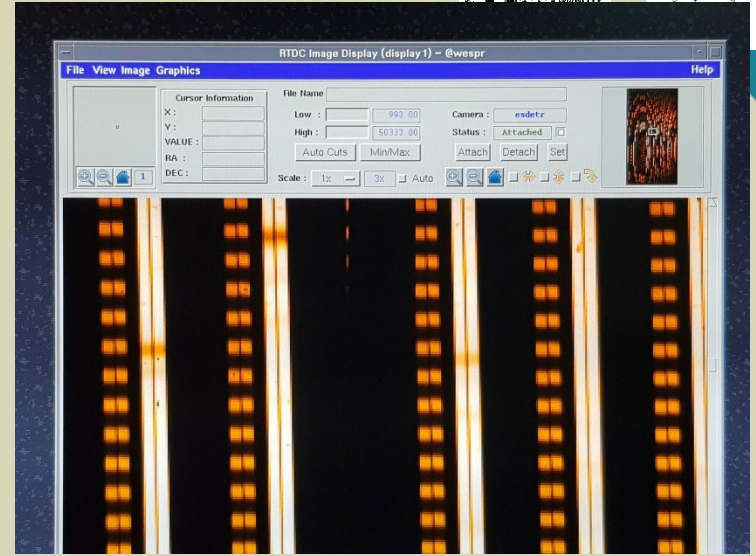 RTDC Image Display (display1) – @wespr
File View Image Graphics Help
Cursor Information
X :
Y :
VALUE :
RA :
DEC :
1
File Name
Low : 993.00
High : 50333.00
Auto Cuts Min/Max
Camera : esdetr
Status : Attached
Attach Detach Set
Scale : 1x 3x Auto